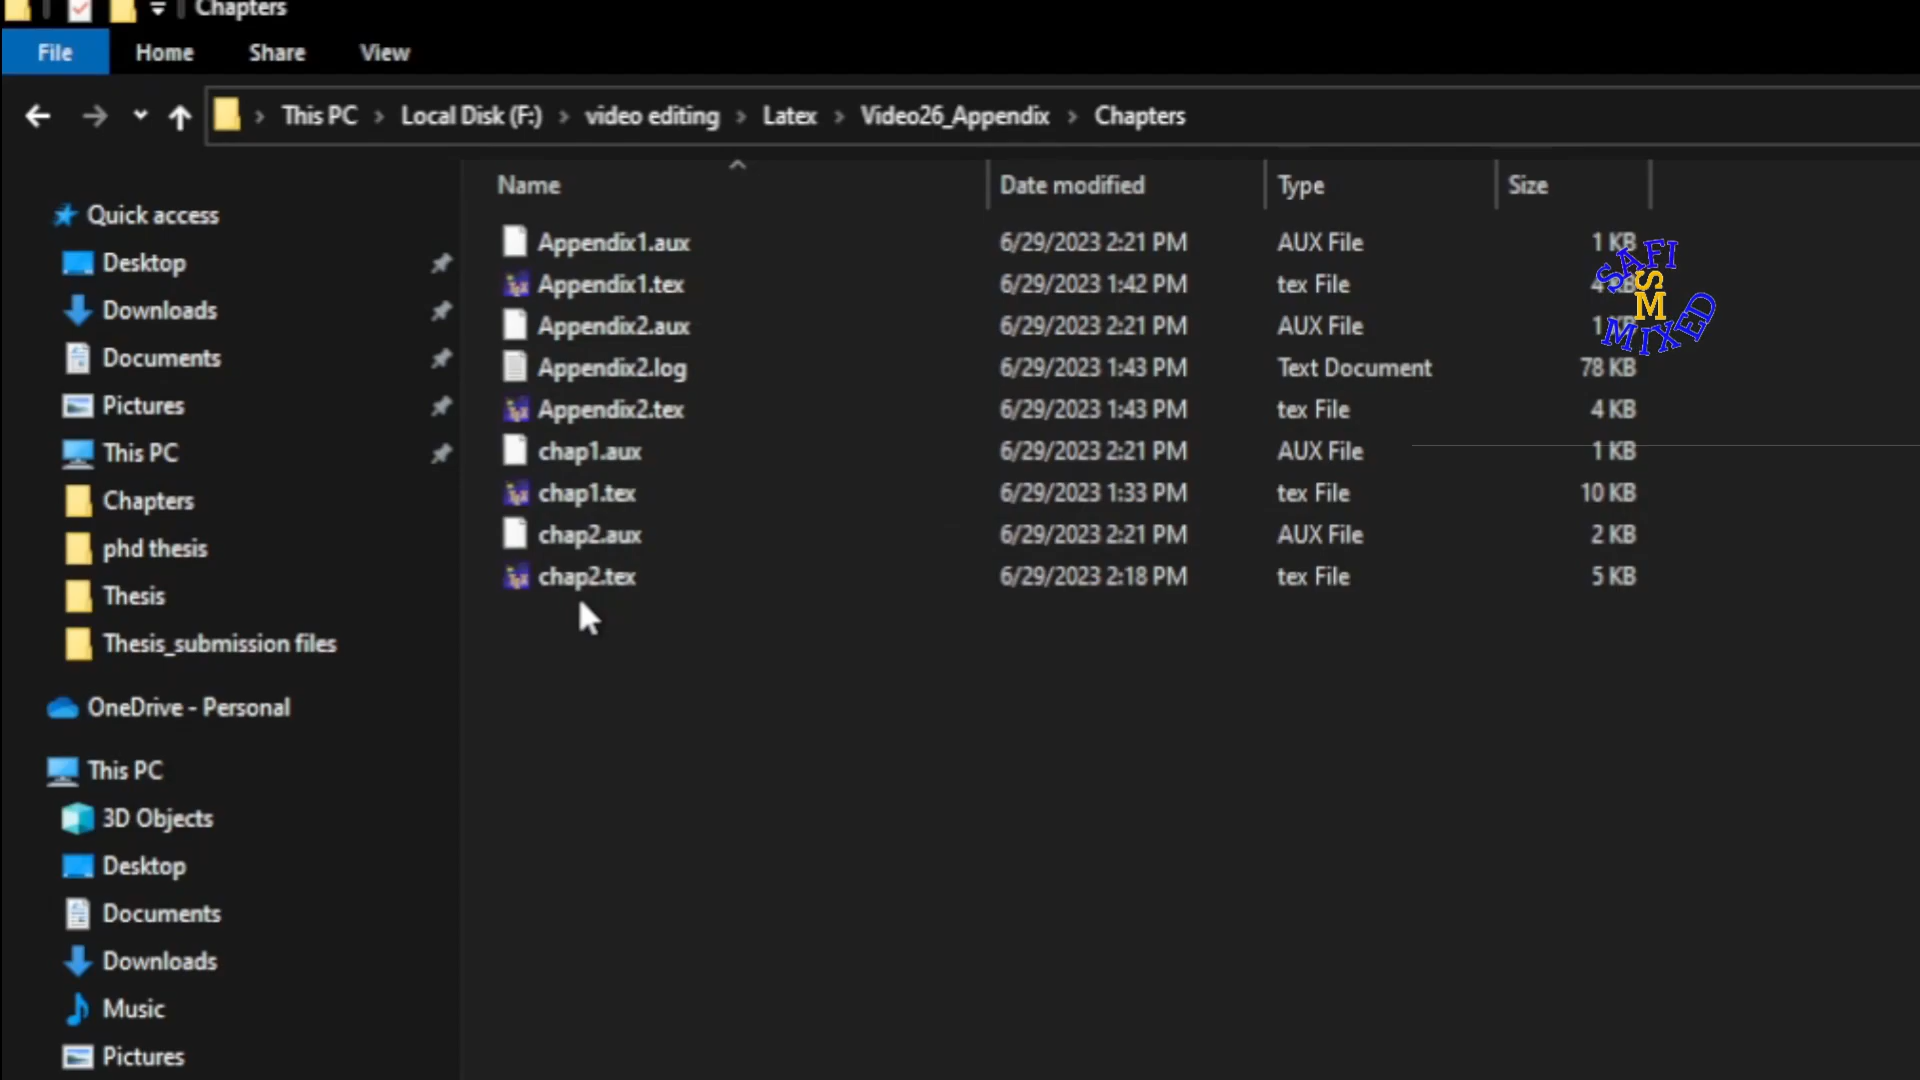 Chapters
File Home Share View
This PC > Local Disk (F:) > video editing > Latex > Video26_Appendix > Chapters
Name Date modified Type Size
Quick access
Desktop
Downloads
Documents
Pictures
This PC
Chapters
phd thesis
Thesis
Thesis_submission files
OneDrive - Personal
This PC
3D Objects
Desktop
Documents
Downloads
Music
Pictures
Appendix1.aux 6/29/2023 2:21 PM AUX File 1 KB
Appendix1.tex 6/29/2023 1:42 PM tex File 4 KB
Appendix2.aux 6/29/2023 2:21 PM AUX File 1 KB
Appendix2.log 6/29/2023 1:43 PM Text Document 78 KB
Appendix2.tex 6/29/2023 1:43 PM tex File 4 KB
chap1.aux 6/29/2023 2:21 PM AUX File 1 KB
chap1.tex 6/29/2023 1:33 PM tex File 10 KB
chap2.aux 6/29/2023 2:21 PM AUX File 2 KB
chap2.tex 6/29/2023 2:18 PM tex File 5 KB
SAFI
SM
MIXED